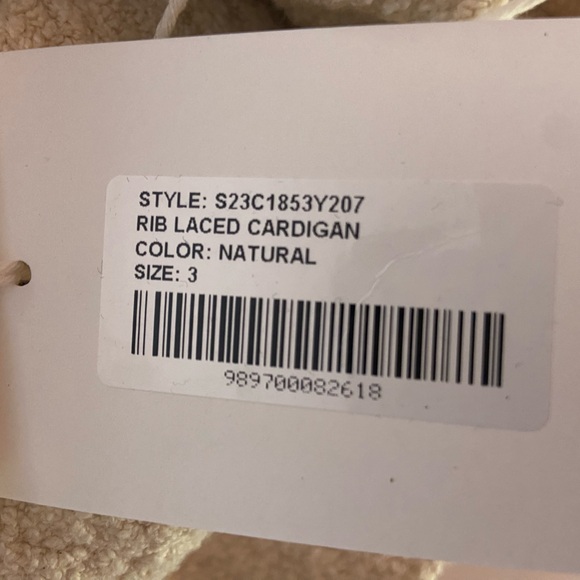 STYLE: S23C1853Y207
RIB LACED CARDIGAN
COLOR: NATURAL
SIZE: 3
989700082618